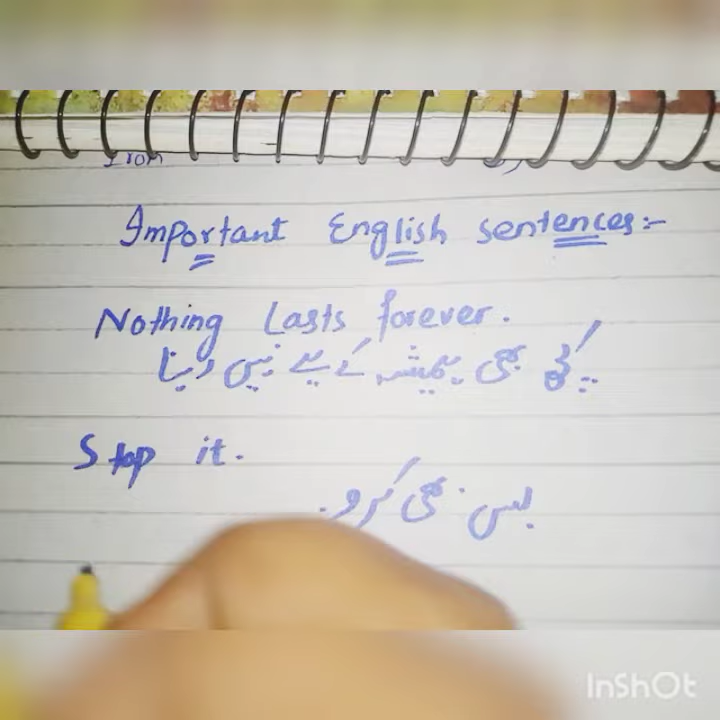 From
Important English sentences:-
Nothing Lasts forever.
کچھ بھی ہمیشہ کے لیے نہیں رہتا
Stop it.
بس بھی کرو.
InShOt